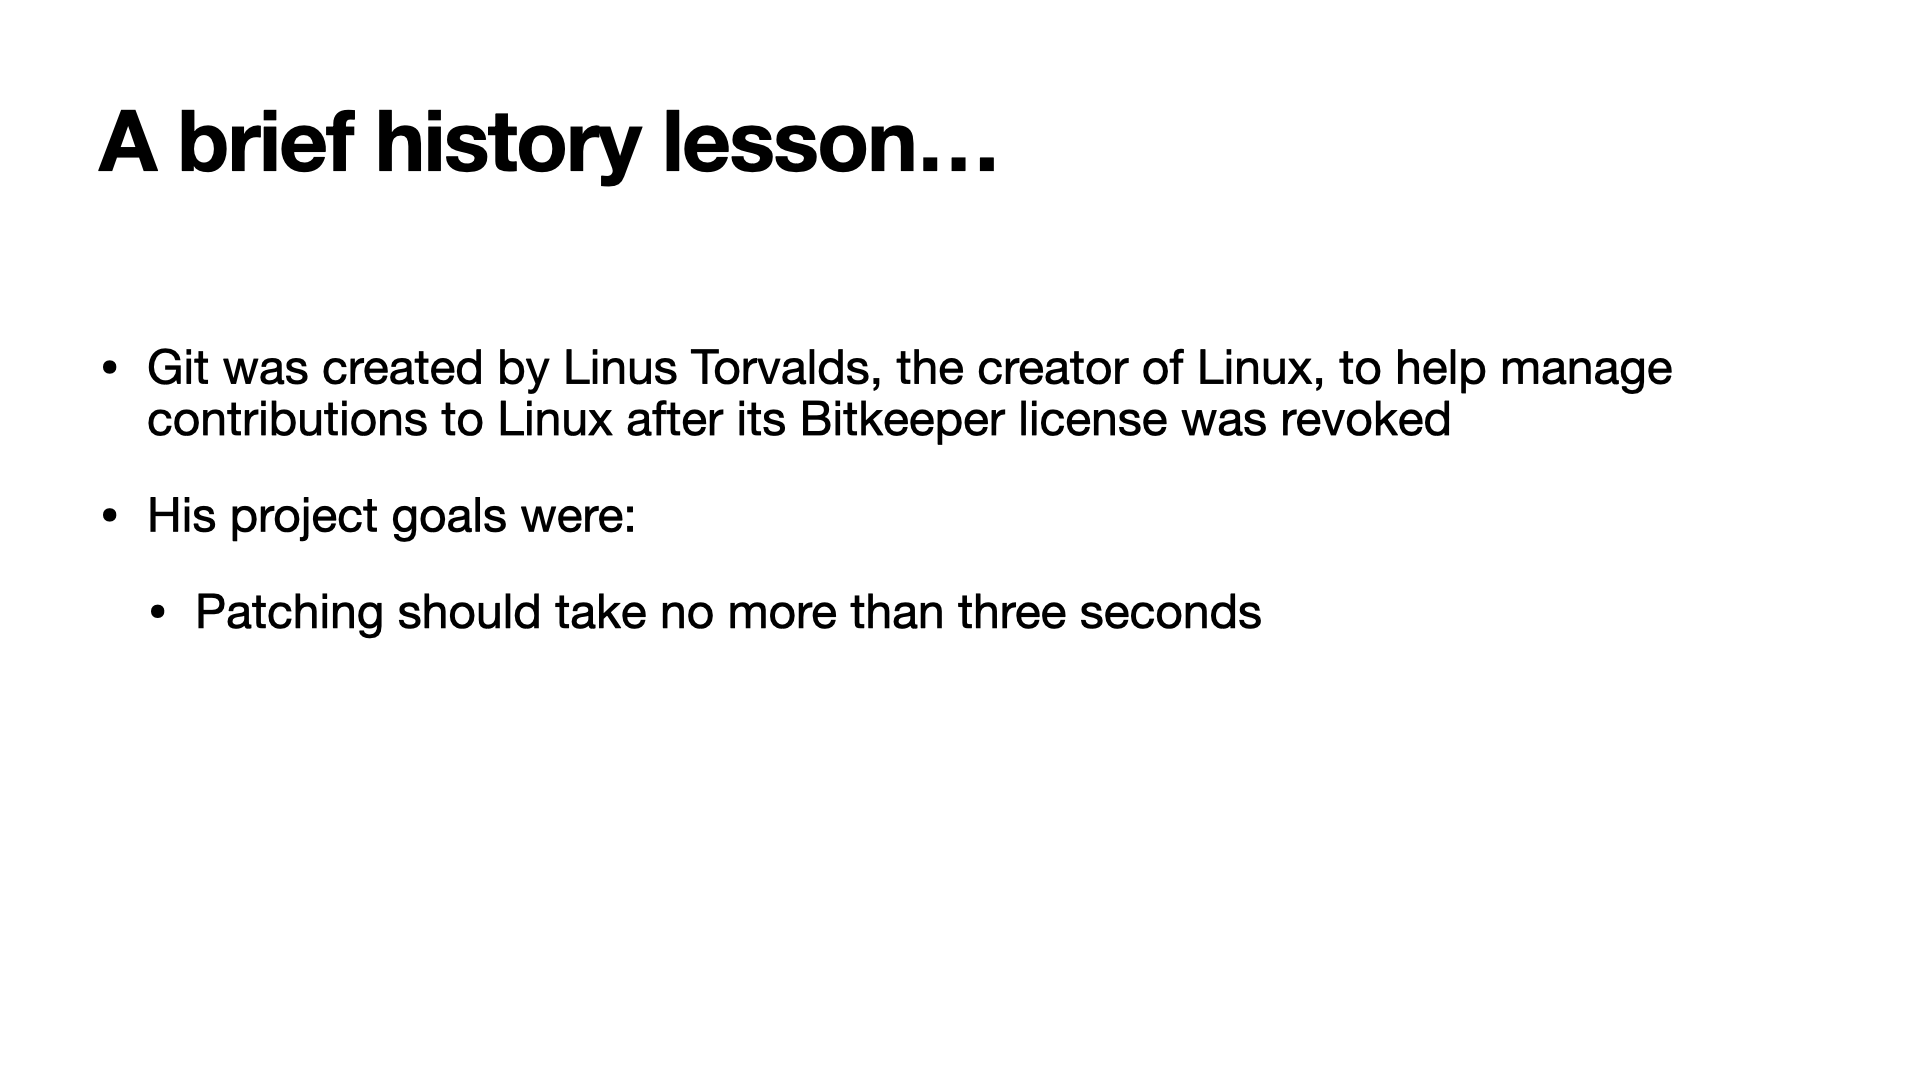 A brief history lesson…
• Git was created by Linus Torvalds, the creator of Linux, to help manage
contributions to Linux after its Bitkeeper license was revoked
• His project goals were:
• Patching should take no more than three seconds